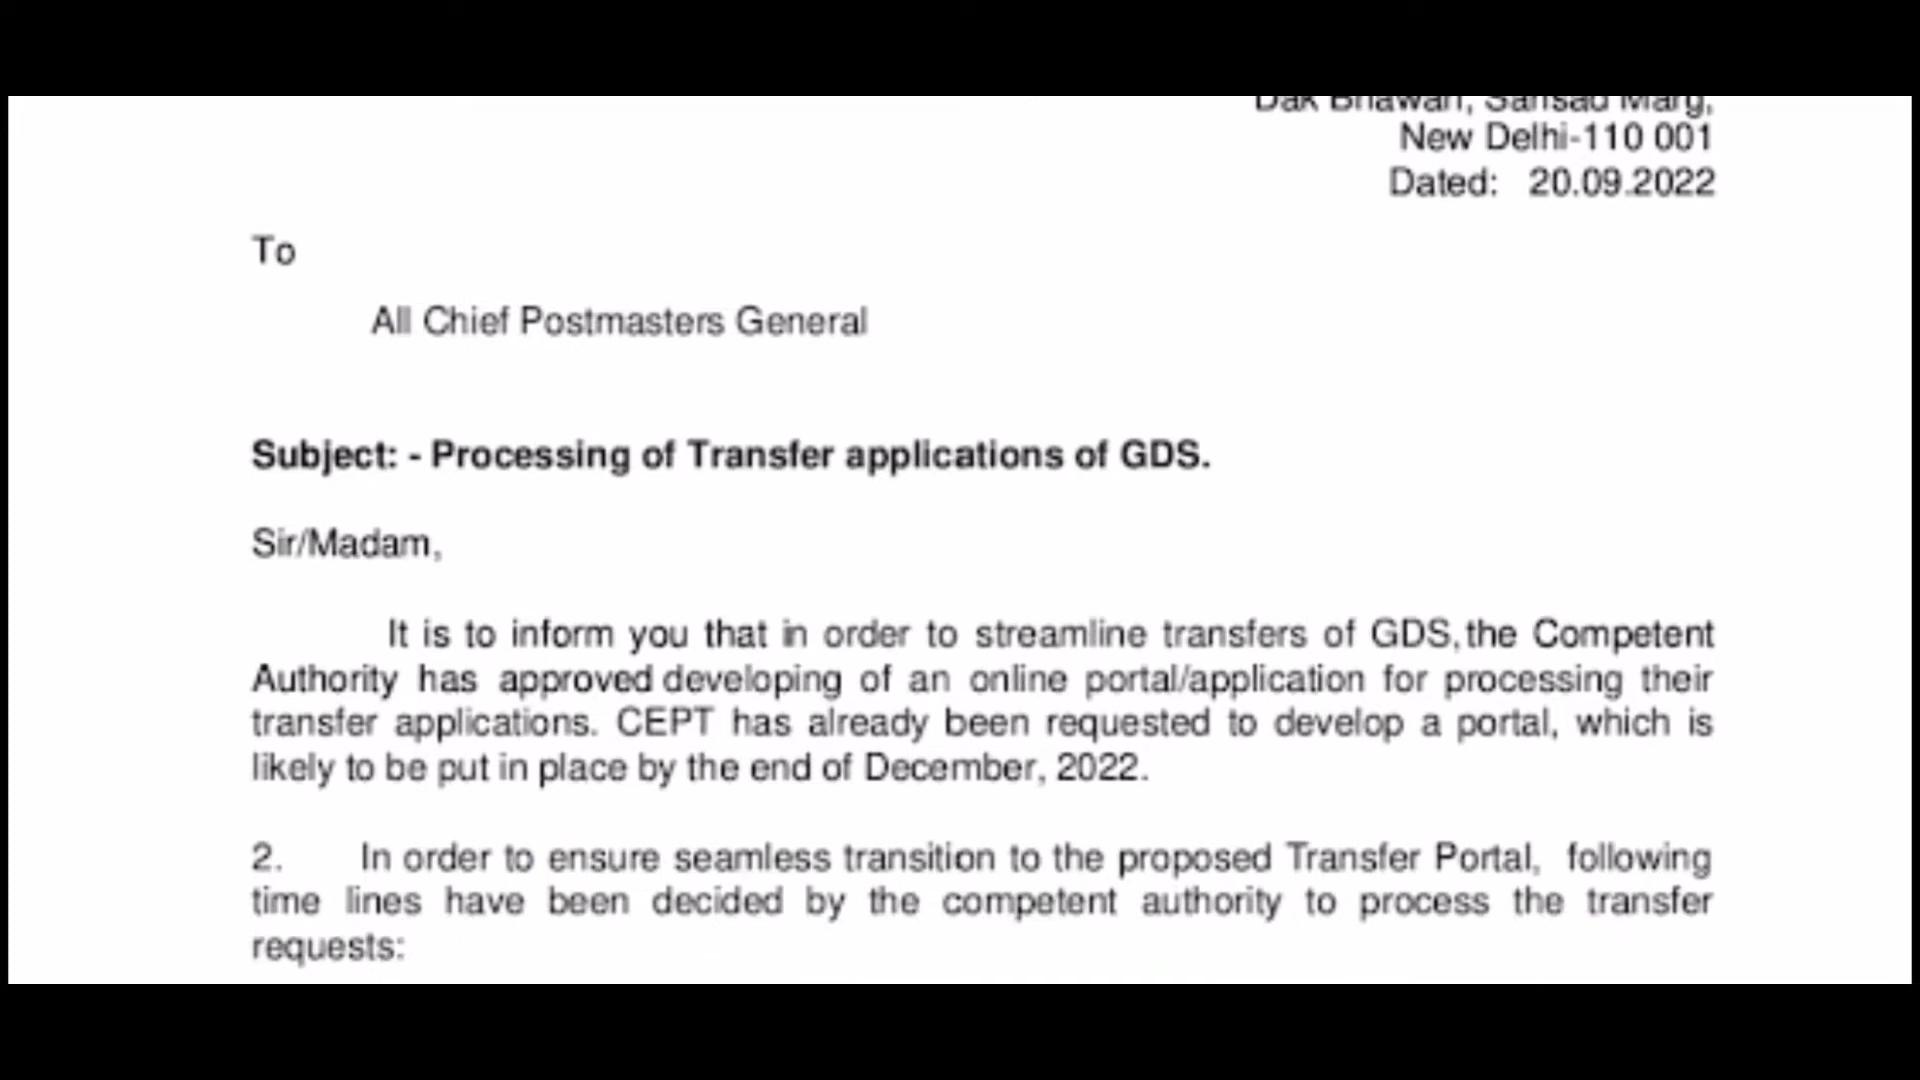 Dak Bhawan, Sansad Marg,
New Delhi-110 001
Dated: 20.09.2022
To
All Chief Postmasters General
Subject: - Processing of Transfer applications of GDS.
Sir/Madam,
It is to inform you that in order to streamline transfers of GDS, the Competent
Authority has approved developing of an online portal/application for processing their
transfer applications. CEPT has already been requested to develop a portal, which is
likely to be put in place by the end of December, 2022.
2. In order to ensure seamless transition to the proposed Transfer Portal, following
time lines have been decided by the competent authority to process the transfer
requests: